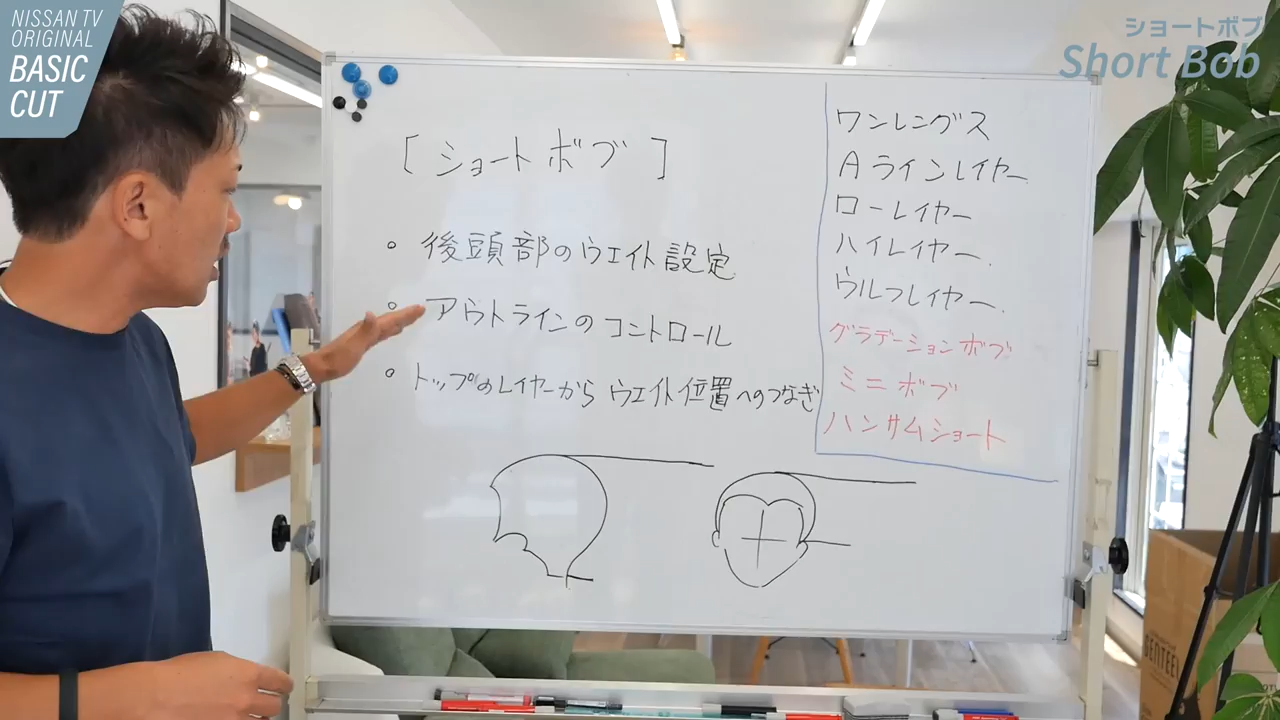 NISSAN TV
ORIGINAL
BASIC
CUT
ショートボブ
Short Bob
[ショートボブ]
。後頭部のウエイト設定
。アウトラインのコントロール
。トップのレイヤーから ウエイト位置へのつなぎ
ワンレングス
Aラインレイヤー
ローレイヤー
ハイレイヤー
ウルフレイヤー
グラデーションボブ
ミニボブ
ハンサムショート